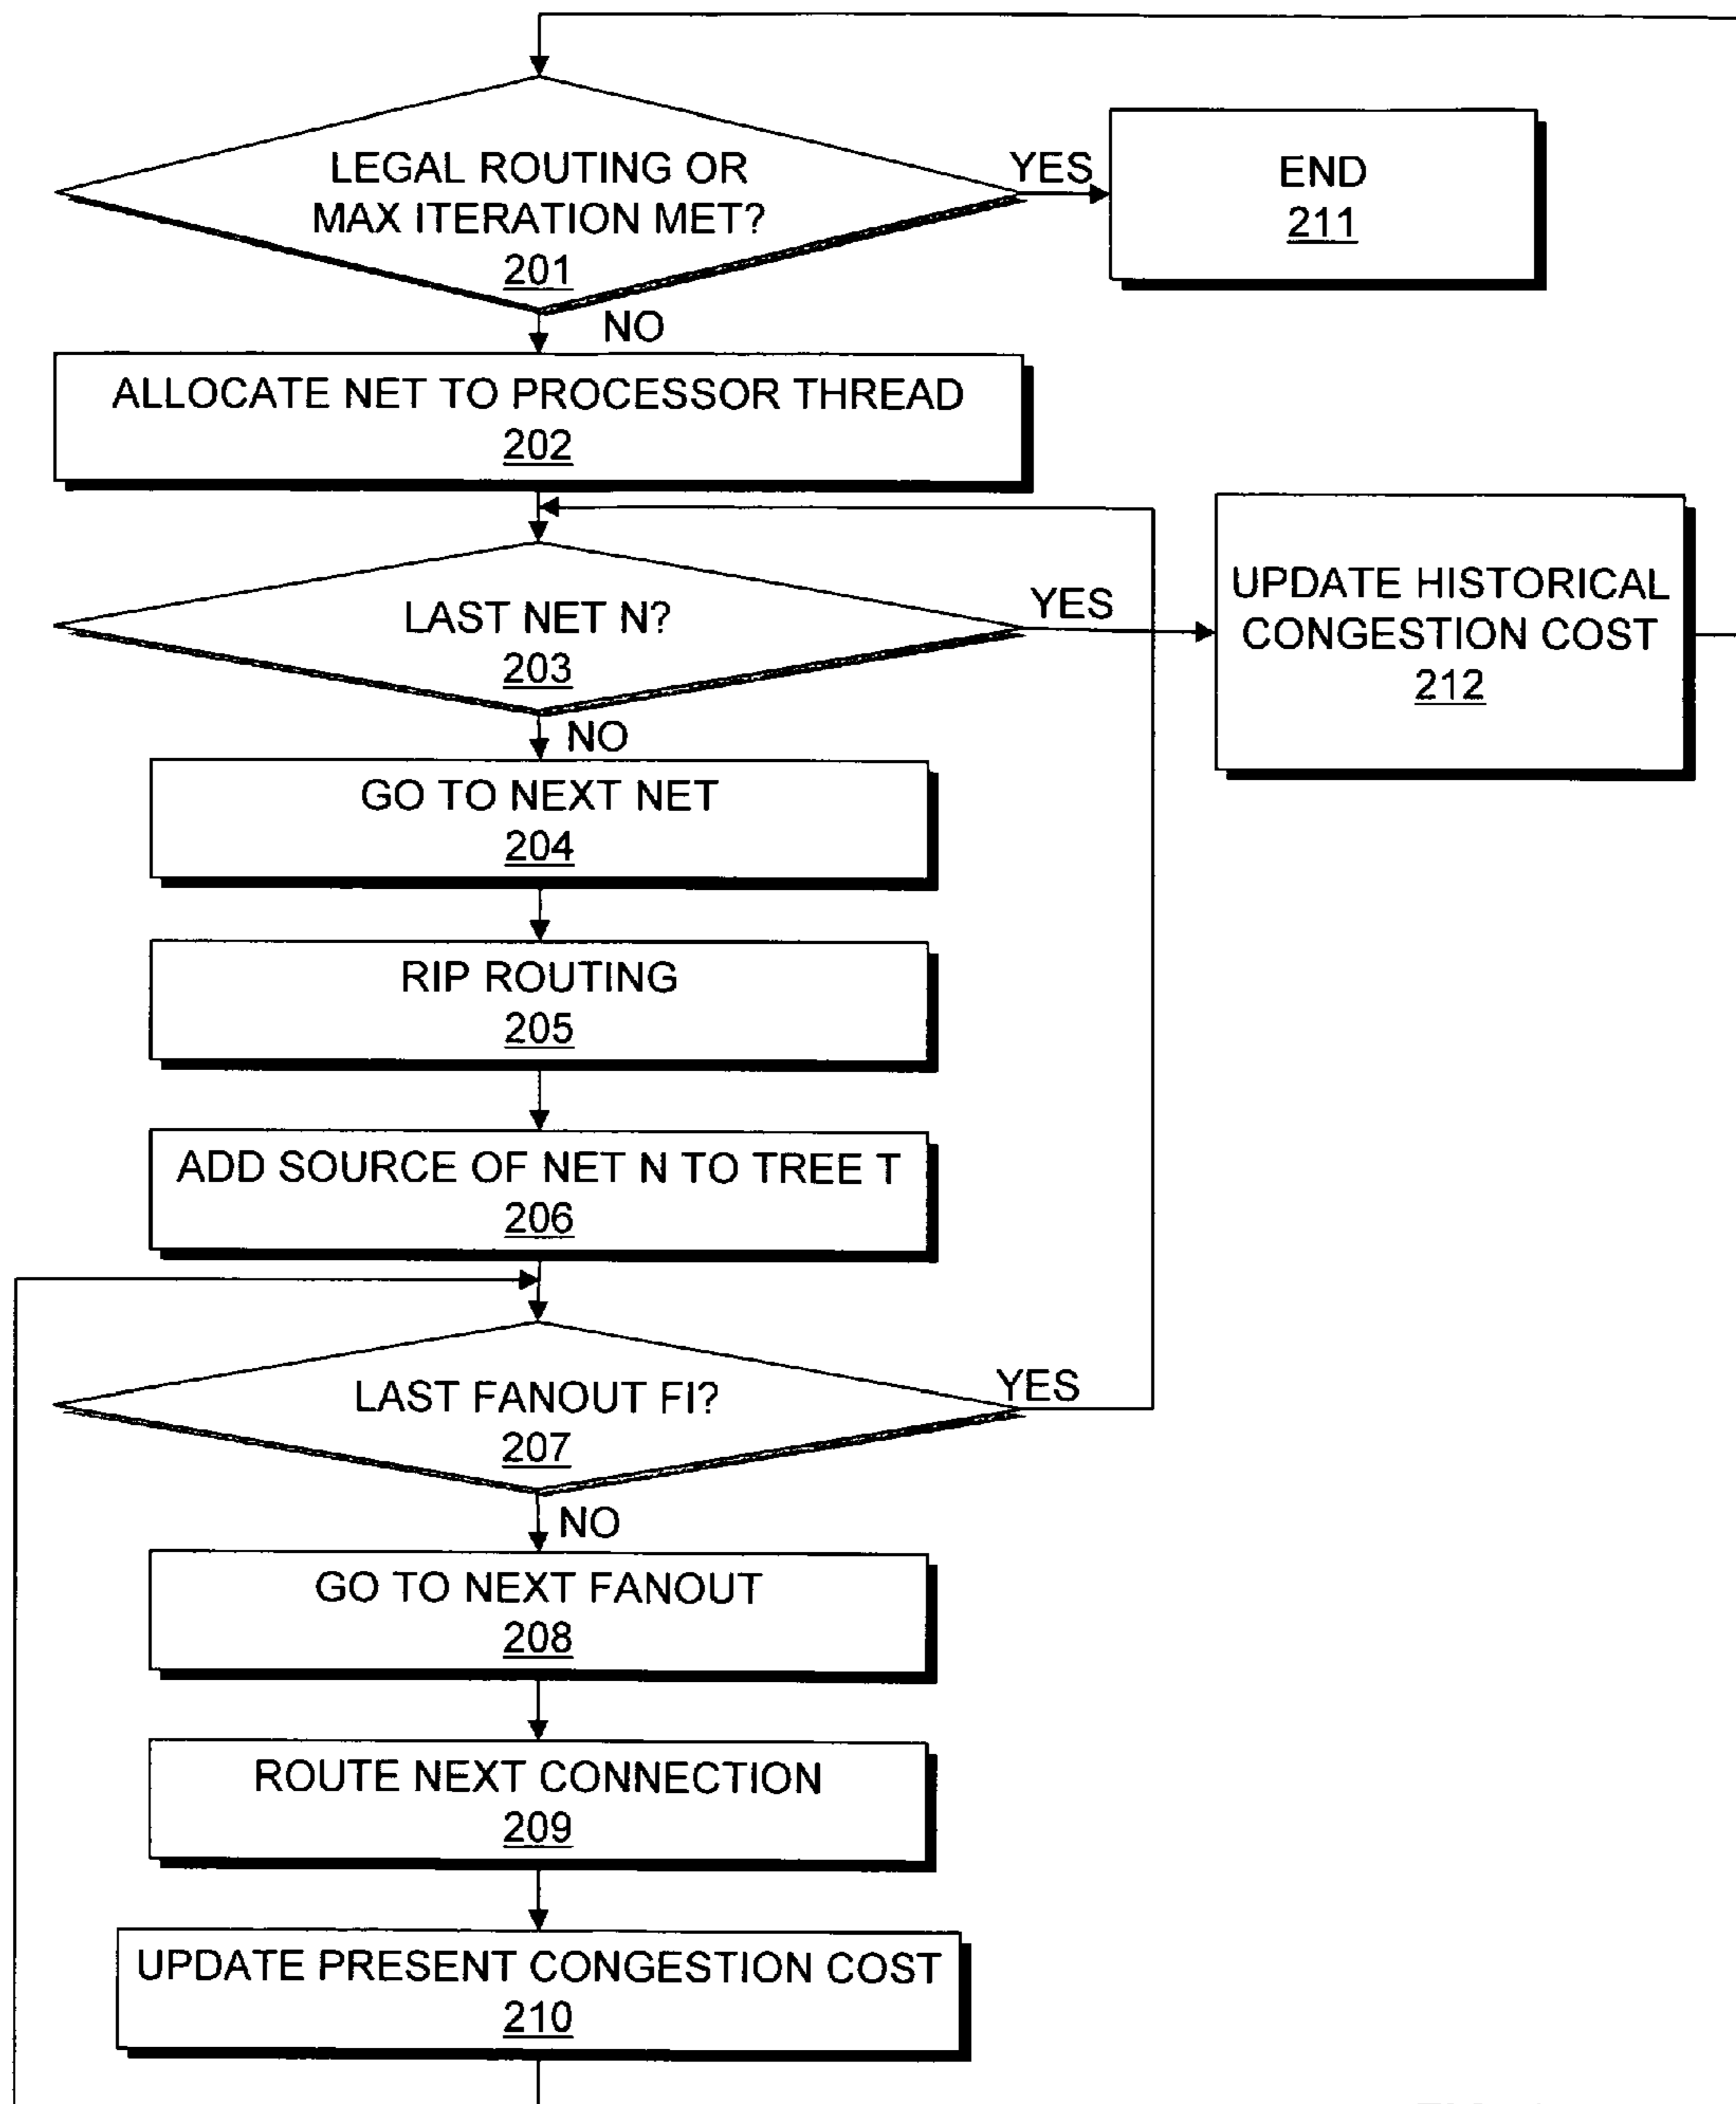 LEGAL ROUTING OR
MAX ITERATION MET?
201
YES
END
211
NO
ALLOCATE NET TO PROCESSOR THREAD
202
LAST NET N?
203
YES
UPDATE HISTORICAL
CONGESTION COST
212
NO
GO TO NEXT NET
204
RIP ROUTING
205
ADD SOURCE OF NET N TO TREE T
206
LAST FANOUT FI?
207
YES
NO
GO TO NEXT FANOUT
208
ROUTE NEXT CONNECTION
209
UPDATE PRESENT CONGESTION COST
210